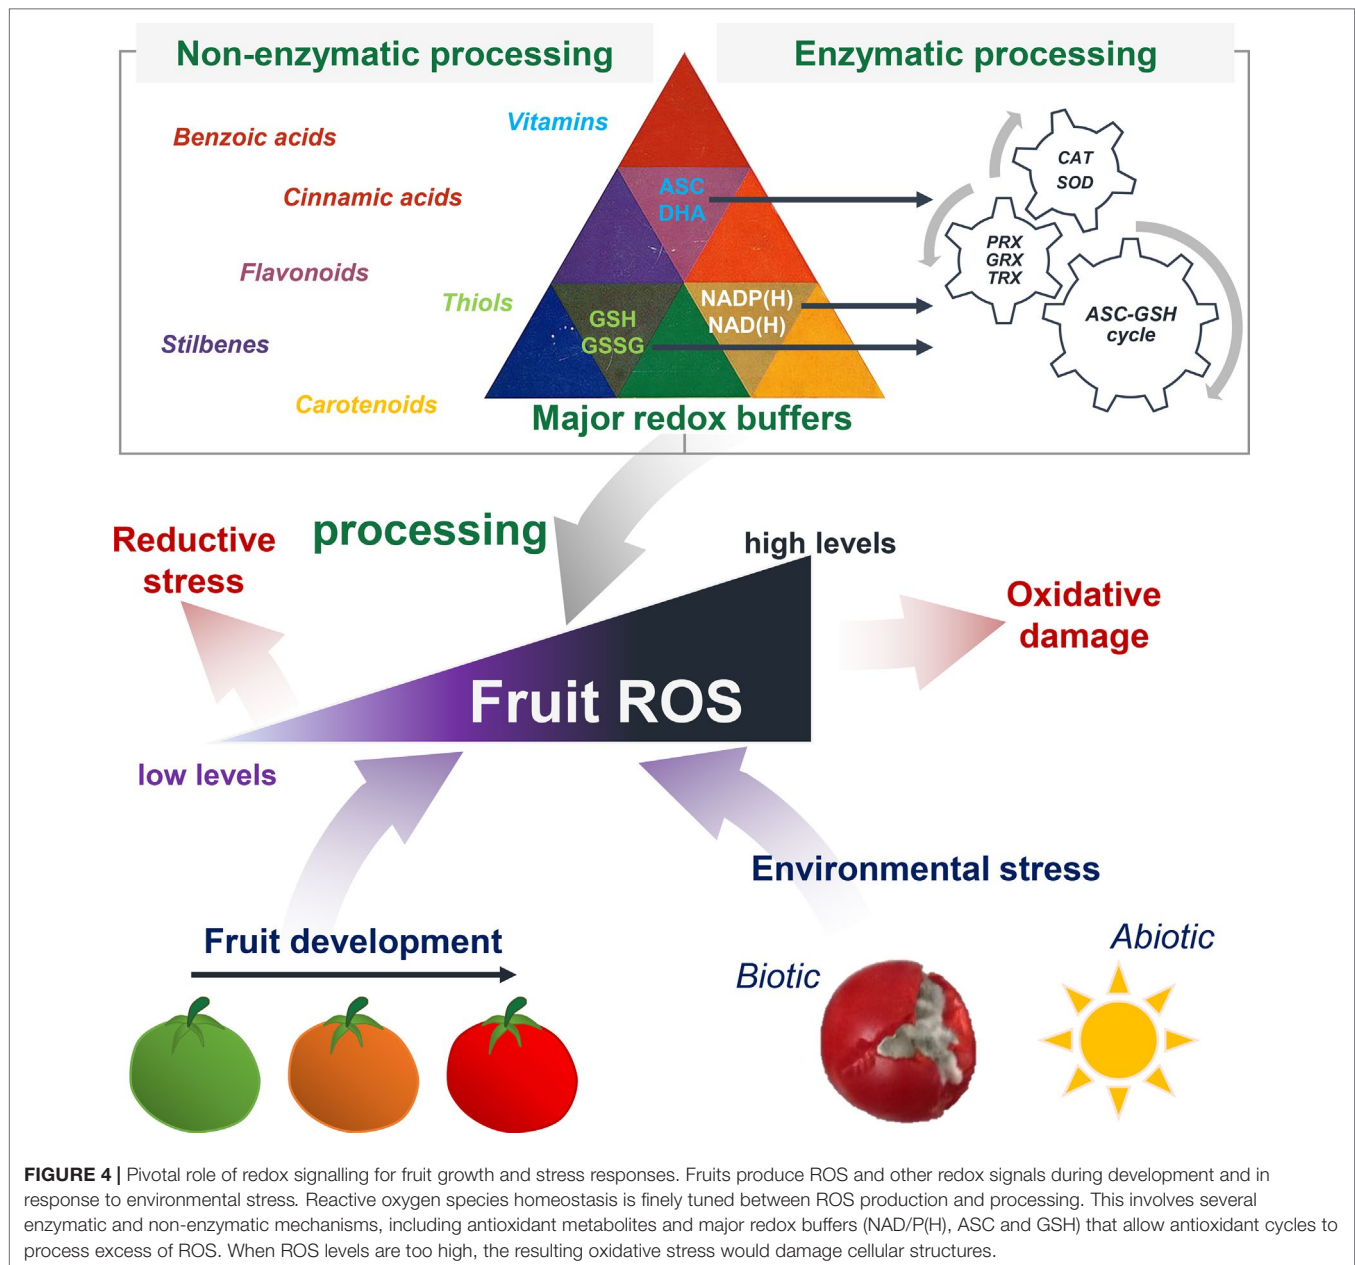 Non-enzymatic processing
Enzymatic processing
Benzoic acids
Vitamins
Cinnamic acids
Flavonoids
Thiols
Stilbenes
Carotenoids
ASC
DHA
NADP(H)
NAD(H)
GSH
GSSG
Major redox buffers
CAT
SOD
PRX
GRX
TRX
ASC-GSH
cycle
processing
Reductive
stress
high levels
Oxidative
damage
Fruit ROS
low levels
Environmental stress
Fruit development
Biotic
Abiotic
FIGURE 4 | Pivotal role of redox signalling for fruit growth and stress responses. Fruits produce ROS and other redox signals during development and in
response to environmental stress. Reactive oxygen species homeostasis is finely tuned between ROS production and processing. This involves several
enzymatic and non-enzymatic mechanisms, including antioxidant metabolites and major redox buffers (NAD/P(H), ASC and GSH) that allow antioxidant cycles to
process excess of ROS. When ROS levels are too high, the resulting oxidative stress would damage cellular structures.